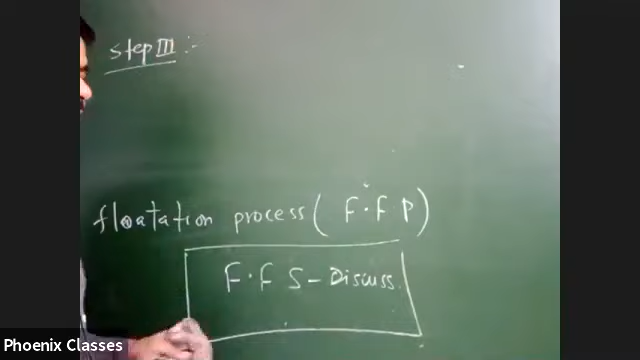 Step III :-
floatation process ( F.F P)
F.F S - Discuss.
Phoenix Classes